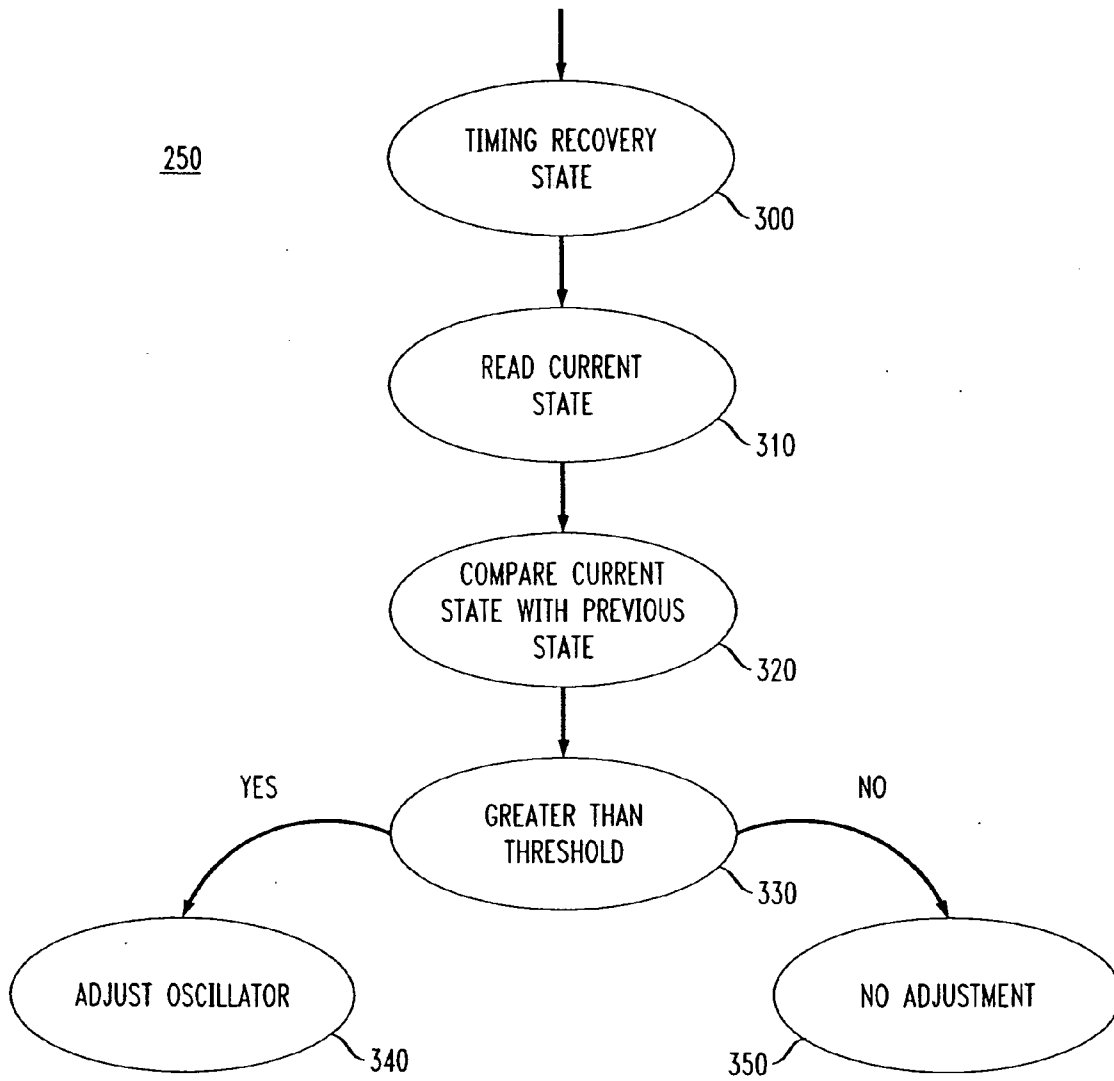 250
TIMING RECOVERY
STATE
300
READ CURRENT
STATE
310
COMPARE CURRENT
STATE WITH PREVIOUS
STATE
320
YES
NO
GREATER THAN
THRESHOLD
330
ADJUST OSCILLATOR
340
NO ADJUSTMENT
350